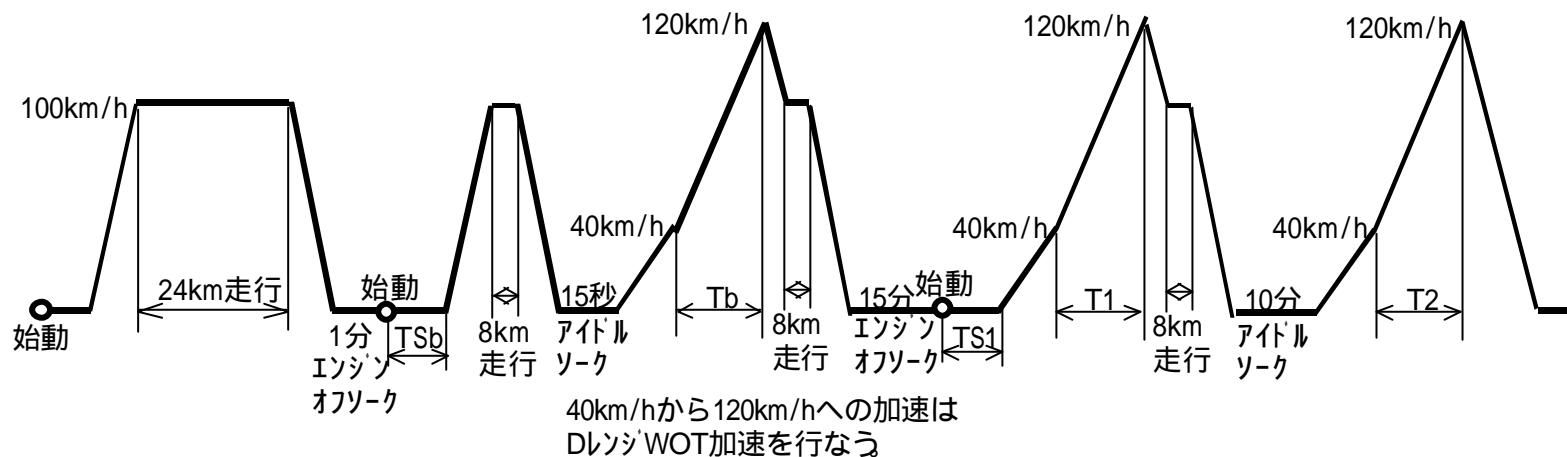 120km/h
120km/h
120km/h
100km/h
40km/h
40km/h
40km/h
24km走行
始動
15秒
Tb
15分
始動
T1
10分
T2
始動
1分
TSb
8km
アイドル
8km
エンジン
TS1
8km
アイドル
エンジン
走行
ソーク
走行
オフソーク
走行
ソーク
オフソーク
40km/hから120km/hへの加速は
DレンジWOT加速を行なう